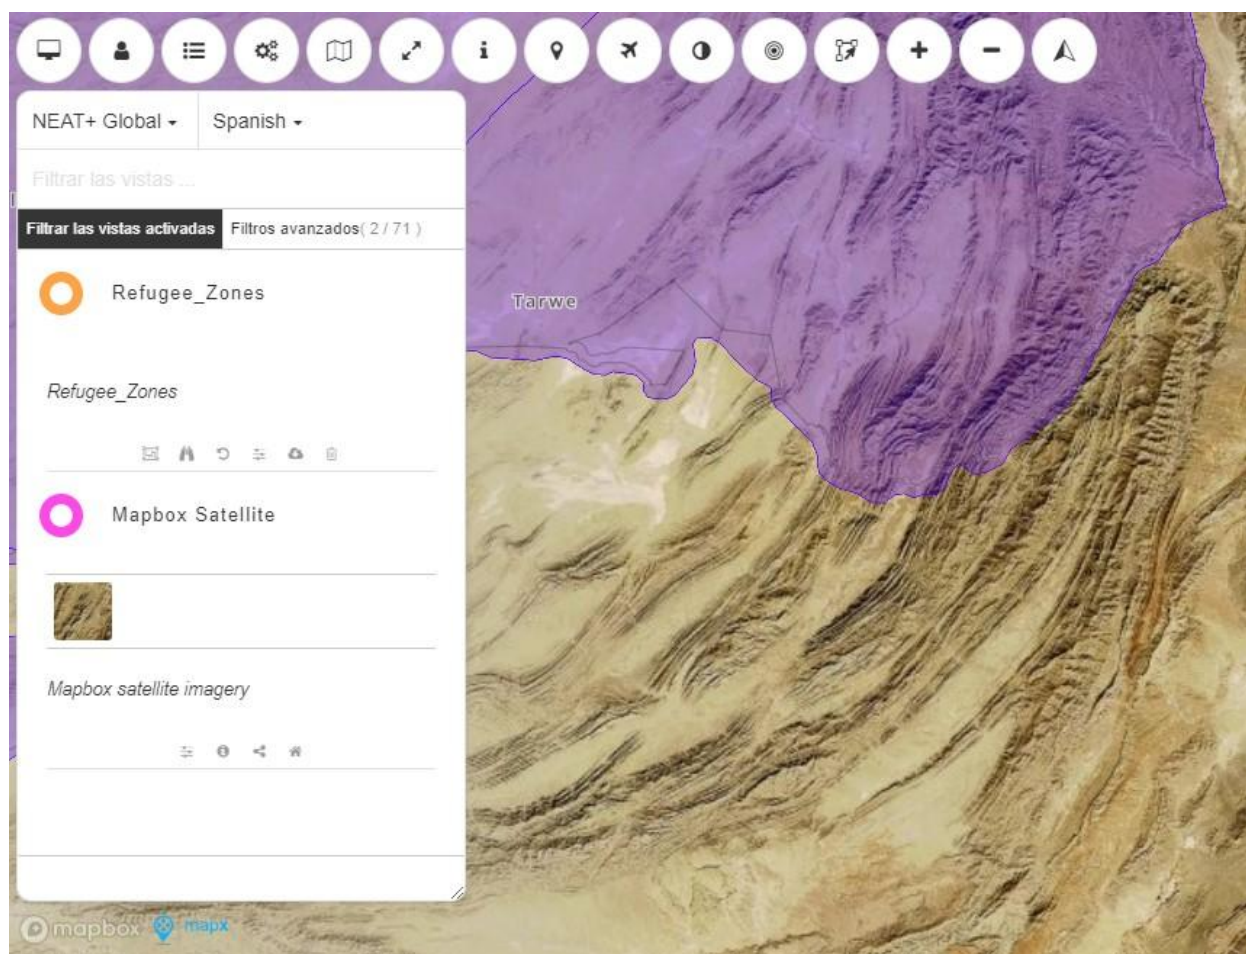 NEAT+ Global
Spanish
Filtrar las vistas ...
Filtrar las vistas activadas
Filtros avanzados( 2 / 71 )
Refugee_Zones
Refugee_Zones
Mapbox Satellite
Mapbox satellite imagery
Tarwe
mapbox
mapx